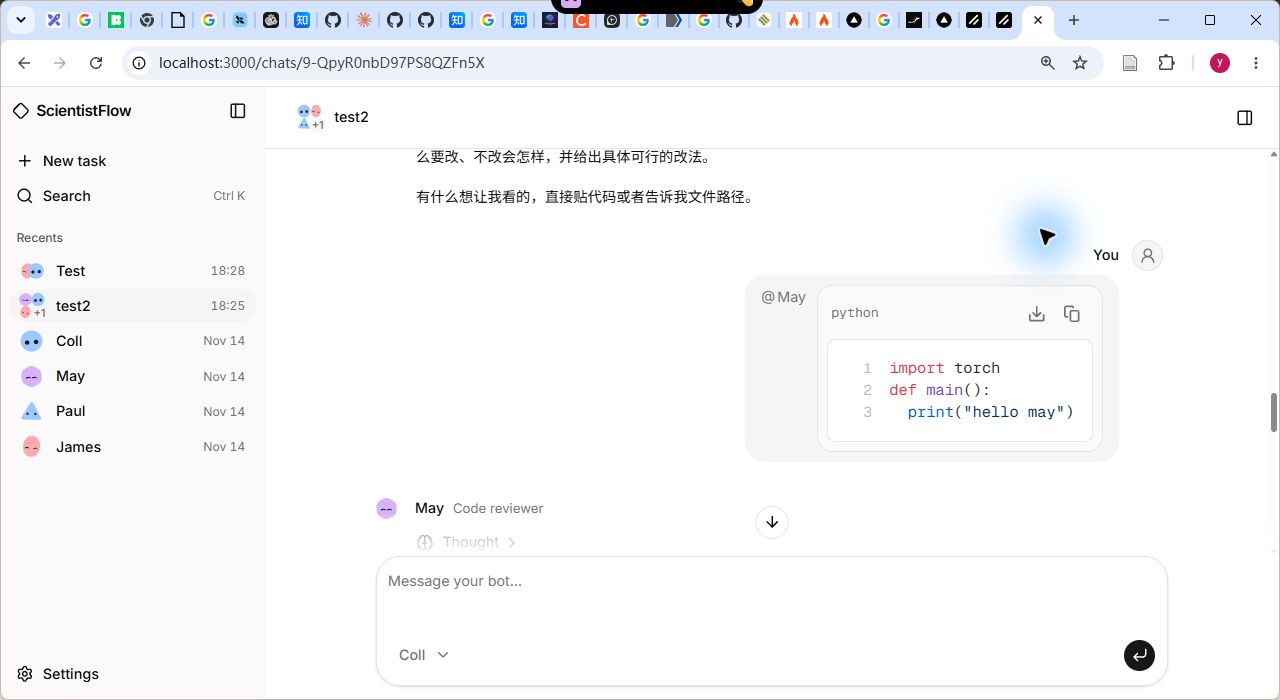 localhost:3000/chats/9-QpyR0nbD97PS8QZFn5X
y
ScientistFlow
New task
Search Ctrl K
Recents
Test 18:28
+1 test2 18:25
Coll Nov 14
May Nov 14
Paul Nov 14
James Nov 14
Settings
+1 test2
么要改、不改会怎样，并给出具体可行的改法。
有什么想让我看的，直接贴代码或者告诉我文件路径。
You
@May
python
1 import torch
2 def main():
3 print("hello may")
May Code reviewer
Thought
Message your bot...
Coll